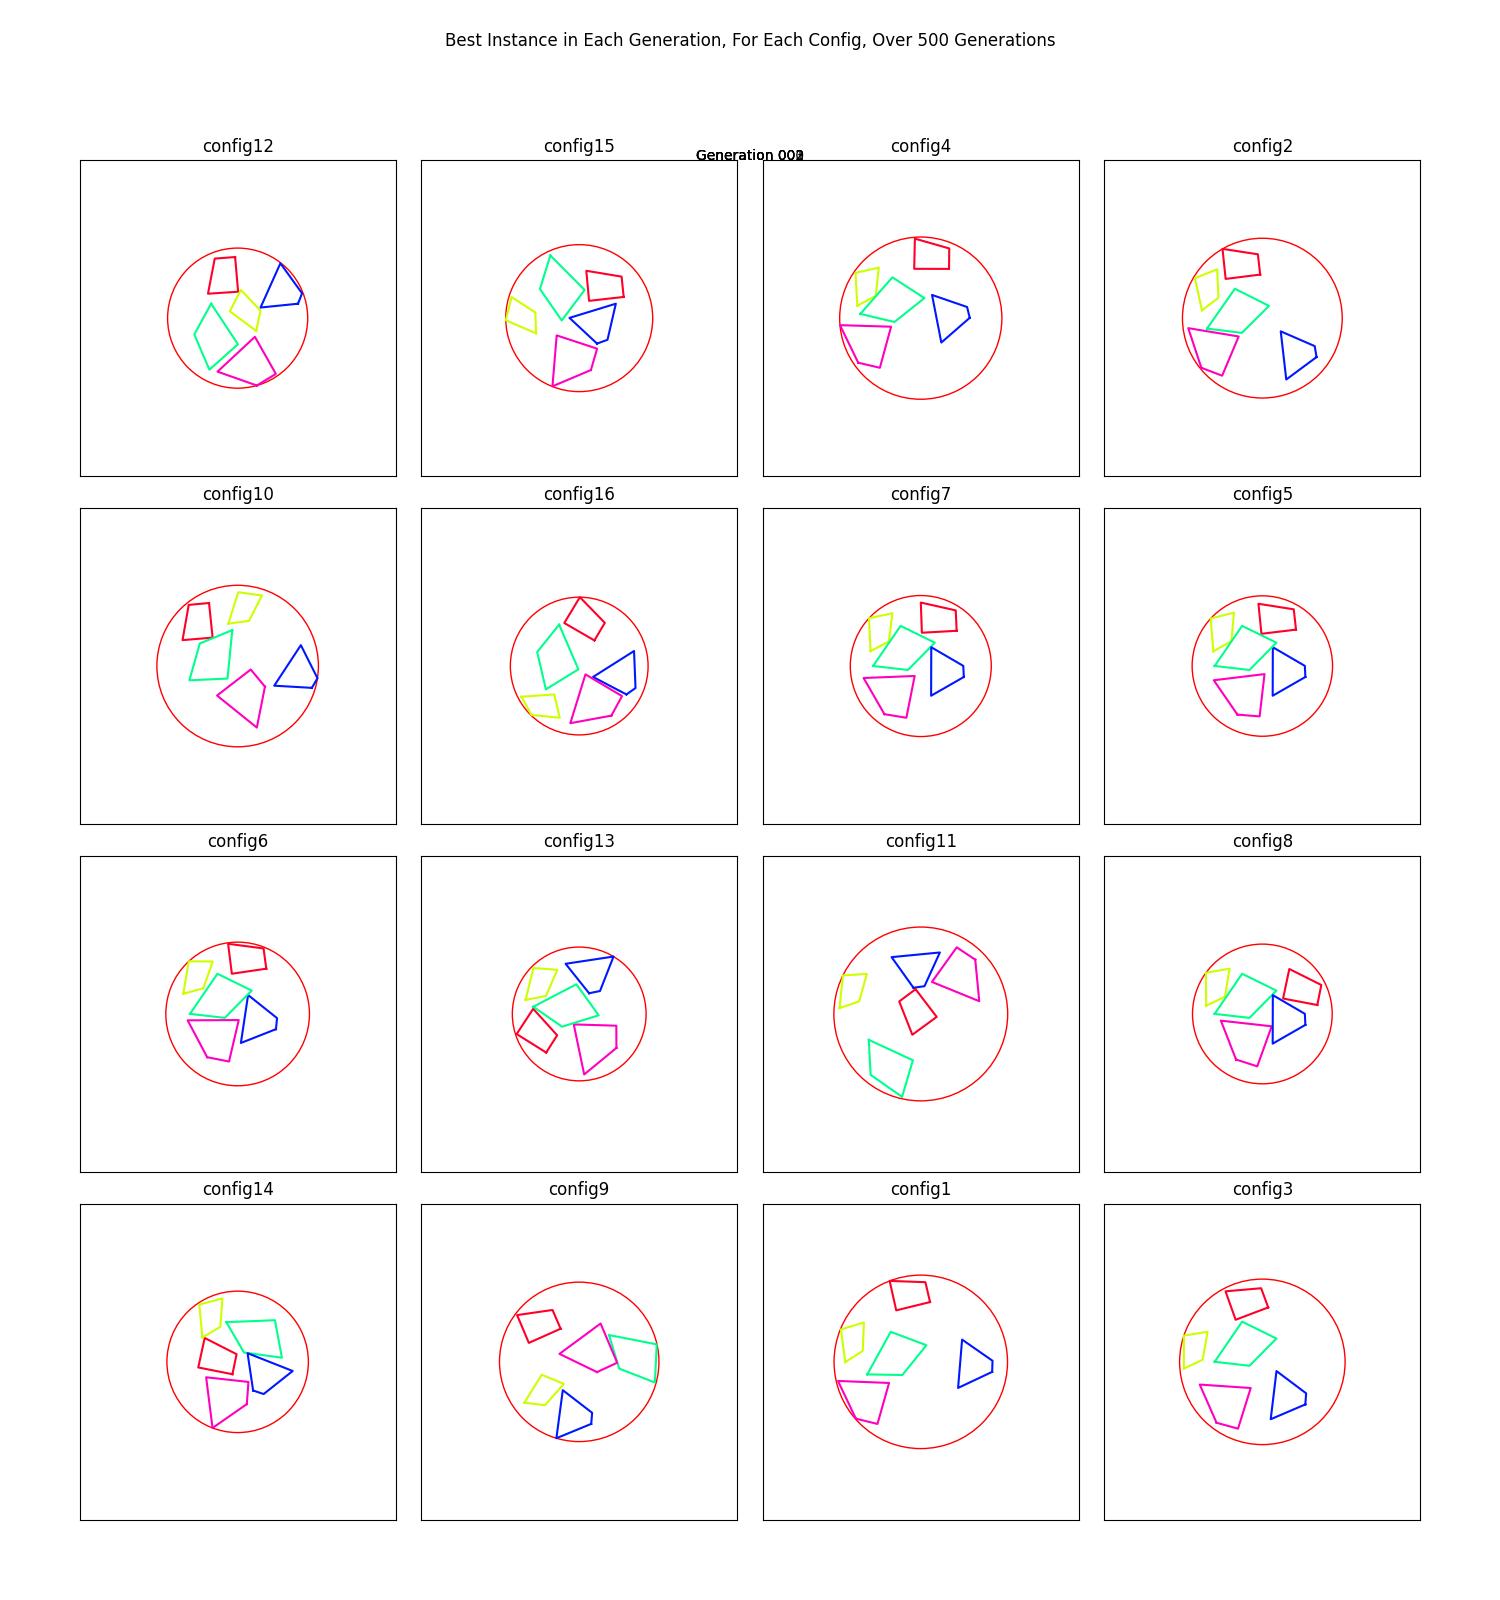 Best Instance in Each Generation, For Each Config, Over 500 Generations
config12
config15
config4
config2
Generation
config10
config16
config7
config5
config6
config13
config11
config8
config14
config9
config1
config3